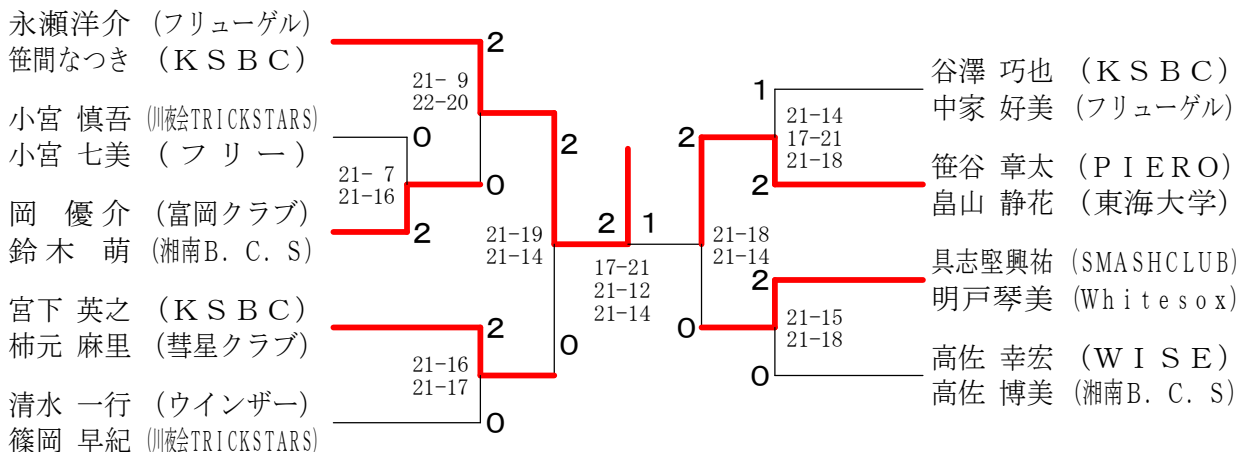 永瀬洋介 (フリューゲル)
笹間なつき (ＫＳＢＣ)
小宮 慎吾 (川夜会TRICKSTARS)
小宮 七美 (フリー)
岡 優介 (富岡クラブ)
鈴木 萌 (湘南B.C.S)
宮下 英之 (ＫＳＢＣ)
柿元 麻里 (彗星クラブ)
清水 一行 (ウインザー)
篠岡 早紀 (川夜会TRICKSTARS)
2
21- 9
22-20
0
0
21- 7
21-16
2
2
21-19
21-14
2
21-16
21-17
0
0
2
1
17-21
21-12
21-14
2
21-18
21-14
0
1
21-14
17-21
21-18
2
2
21-15
21-18
0
谷澤 巧也 (ＫＳＢＣ)
中家 好美 (フリューゲル)
笹谷 章太 (ＰＩＥＲＯ)
畠山 静花 (東海大学)
具志堅興祐 (SMASHCLUB)
明戸琴美 (Whitesox)
高佐 幸宏 (ＷＩＳＥ)
高佐 博美 (湘南B.C.S)